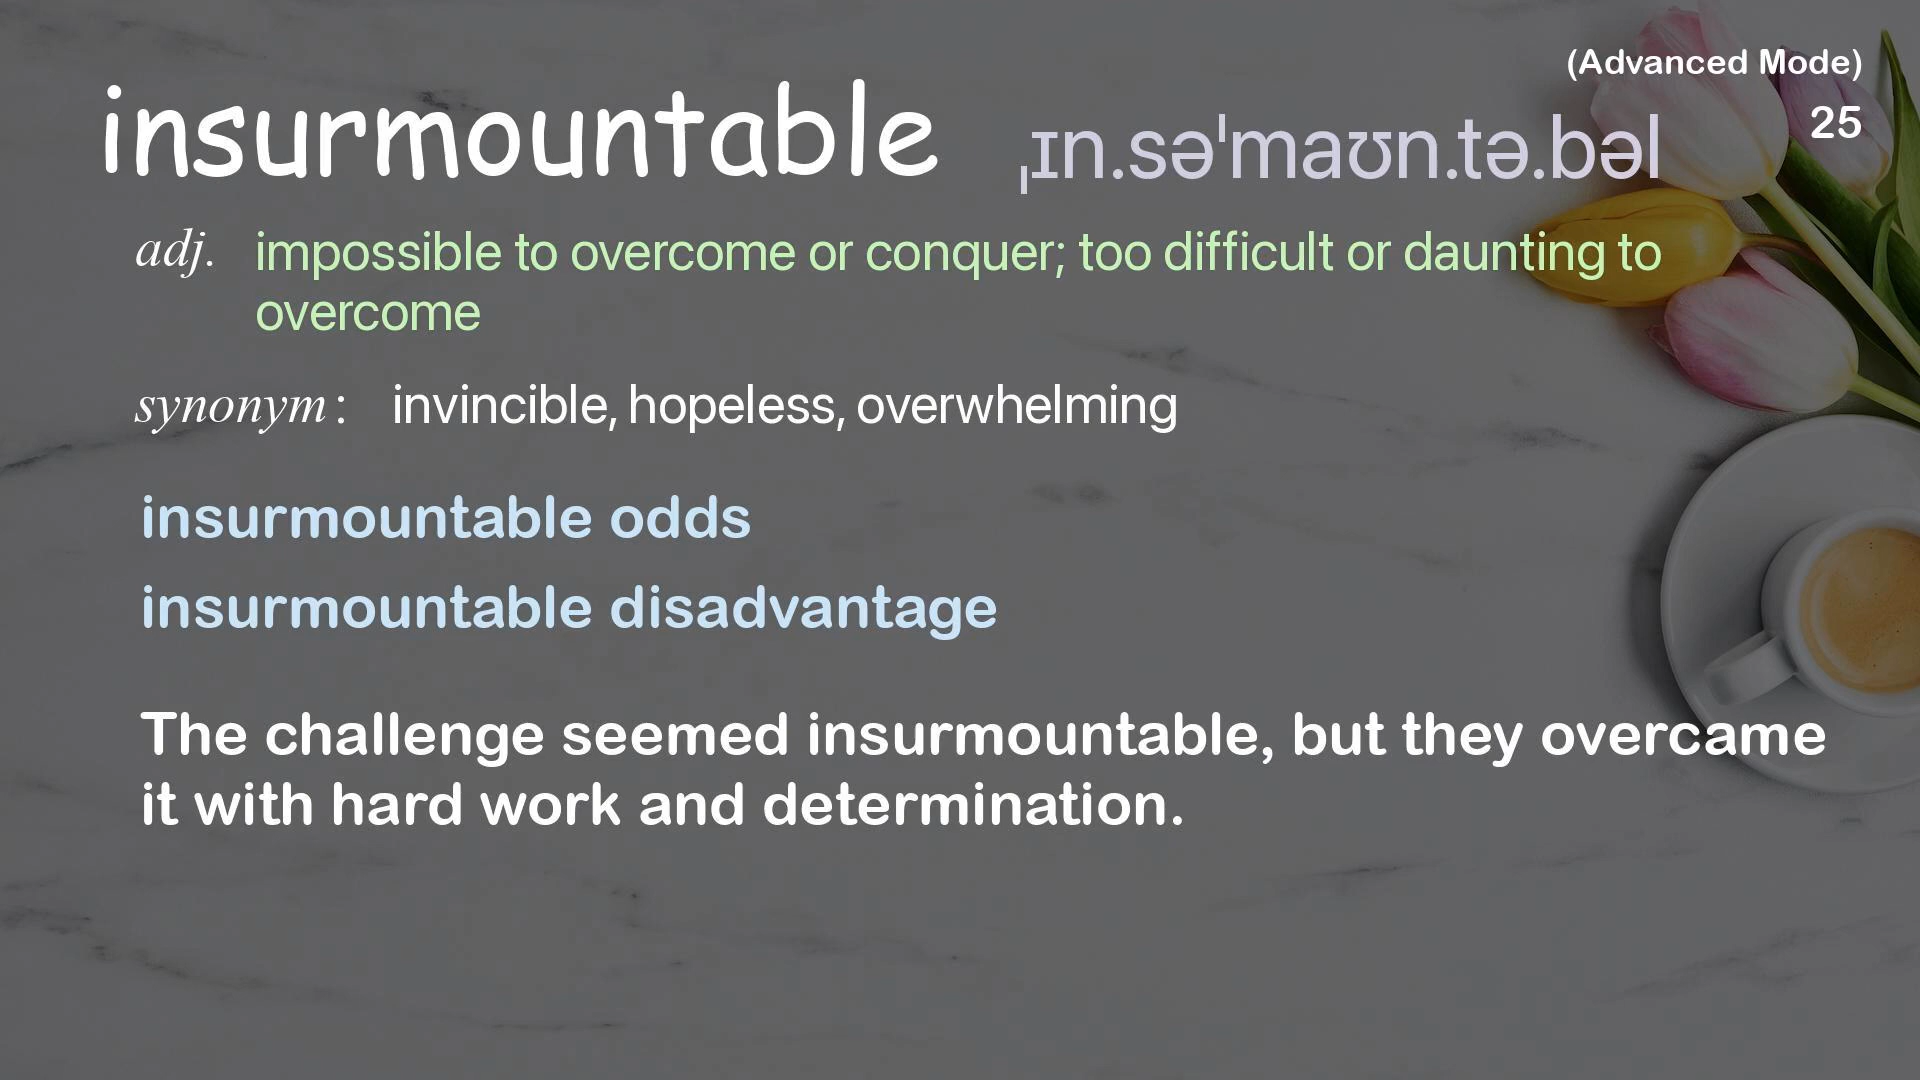 (Advanced Mode)
insurmountable ˌɪn.səˈmaʊn.tə.bəl 25
adj. impossible to overcome or conquer; too difficult or daunting to
overcome
synonym: invincible, hopeless, overwhelming
insurmountable odds
insurmountable disadvantage
The challenge seemed insurmountable, but they overcame
it with hard work and determination.